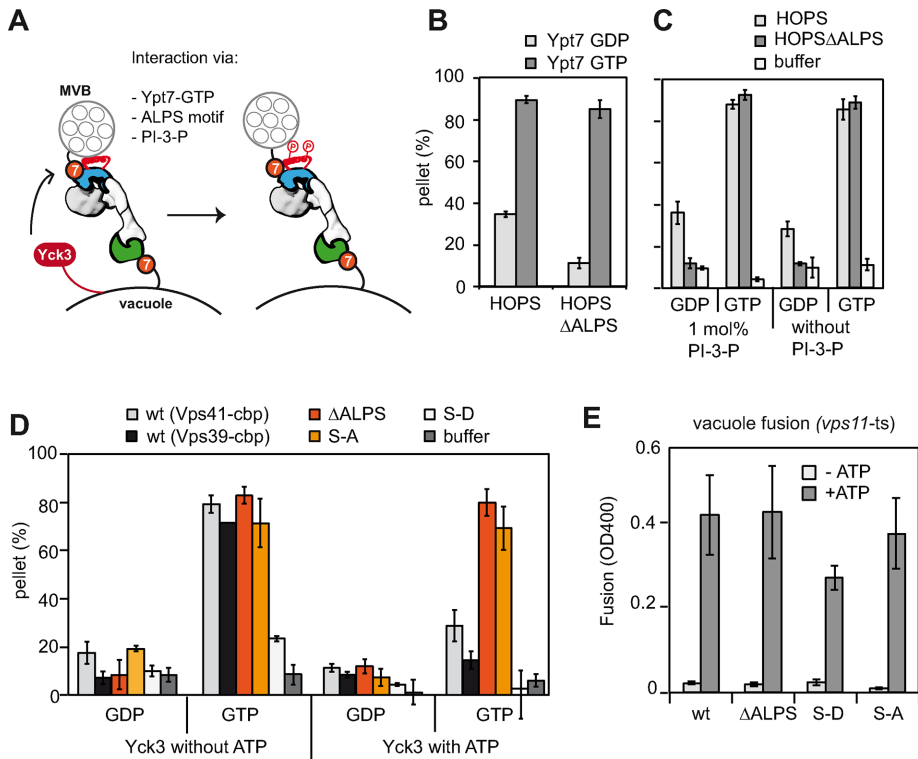 A
Interaction via:
- Ypt7-GTP
- ALPS motif
- PI-3-P
MVB
7
Yck3
7
vacuole
P P
7
7
B
Ypt7 GDP
Ypt7 GTP
pellet (%)
100
80
60
40
20
0
HOPS
HOPS
ΔALPS
C
HOPS
HOPSΔALPS
buffer
GDP GTP GDP GTP
1 mol%
PI-3-P
without
PI-3-P
D
wt (Vps41-cbp)
wt (Vps39-cbp)
ΔALPS
S-A
S-D
buffer
pellet (%)
100
80
60
40
20
0
GDP GTP GDP GTP
Yck3 without ATP Yck3 with ATP
E
vacuole fusion (vps11-ts)
- ATP
+ATP
Fusion (OD400)
0.6
0.4
0.2
0
wt ΔALPS S-D S-A